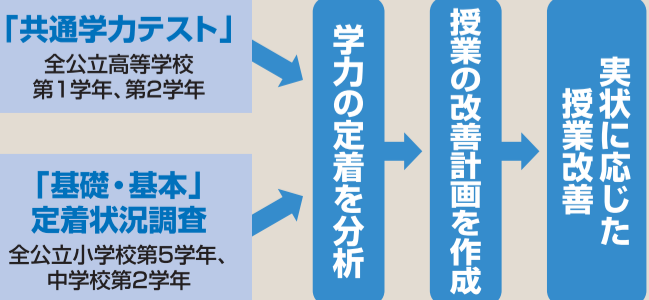 「共通学力テスト」
全公立高等学校
第1学年、第2学年
「基礎・基本」
定着状況調査
全公立小学校第5学年、
中学校第2学年
学力の定着を分析
授業の改善計画を作成
実状に応じた
授業改善